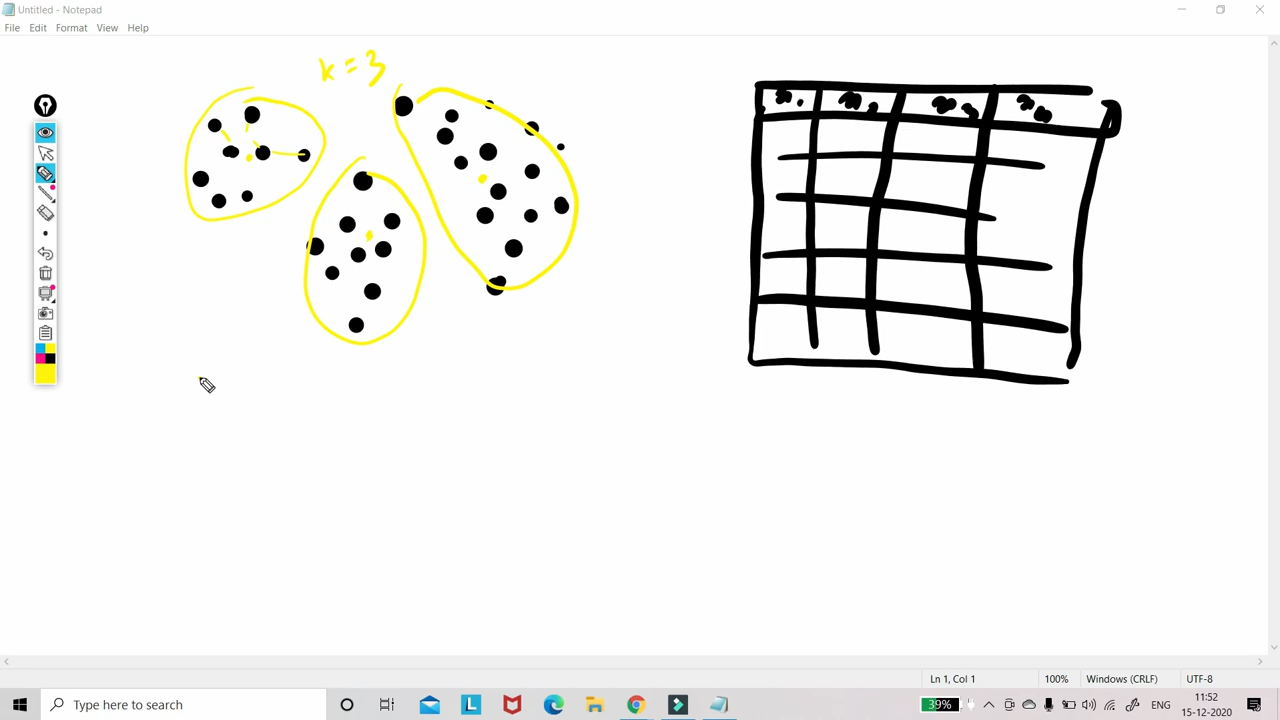 Untitled - Notepad
File Edit Format View Help
k = 3
Ln 1, Col 1 100% Windows (CRLF) UTF-8
Type here to search
39% ENG 11:52
15-12-2020